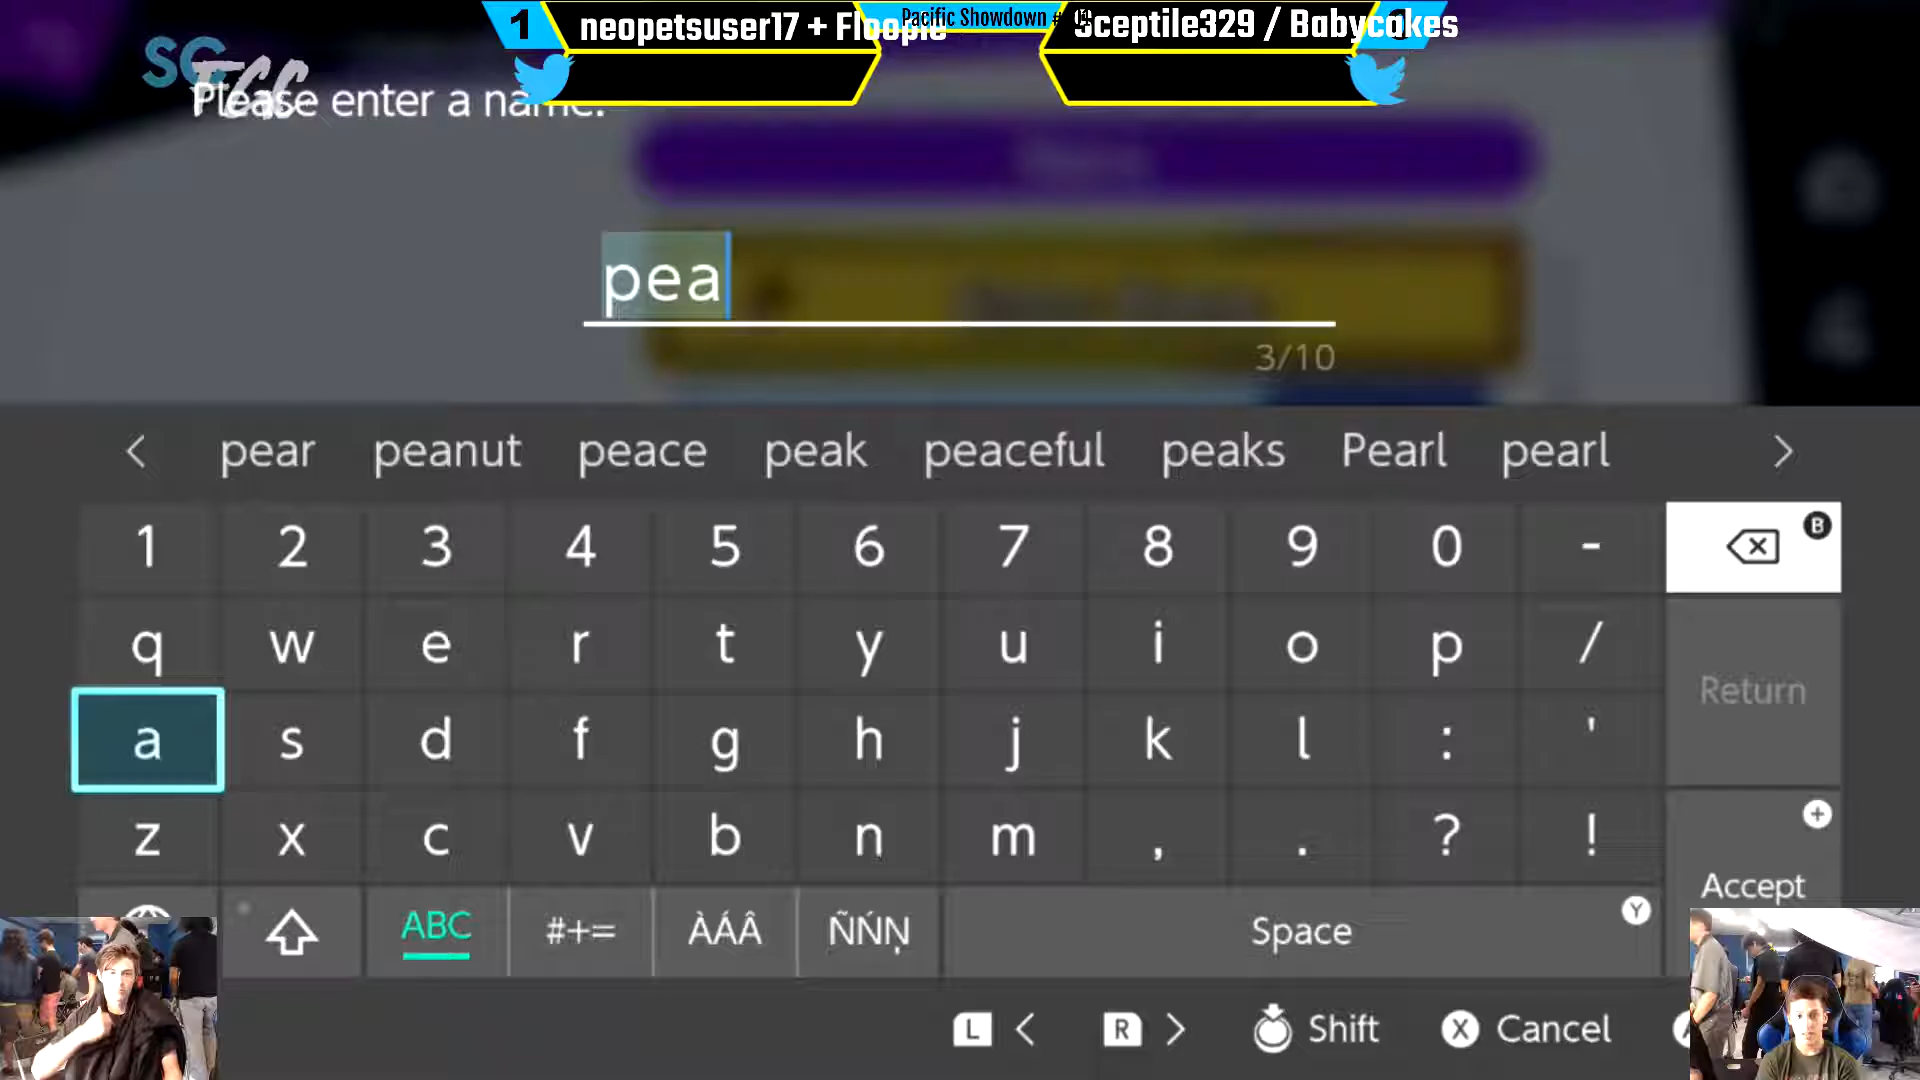 1 neopetsuser17 + Floopie Pacific Showdown Sceptile329 / Babycakes
SG
TCC
Please enter a name.
pea
3/10
< pear peanut peace peak peaceful peaks Pearl pearl >
1 2 3 4 5 6 7 8 9 0 - B
q w e r t y u i o p / Return
a s d f g h j k l : '
z x c v b n m , . ? ! + Accept
ABC #+= ÀÁÂ ÑŃŅ Space Y
L < R > Shift X Cancel